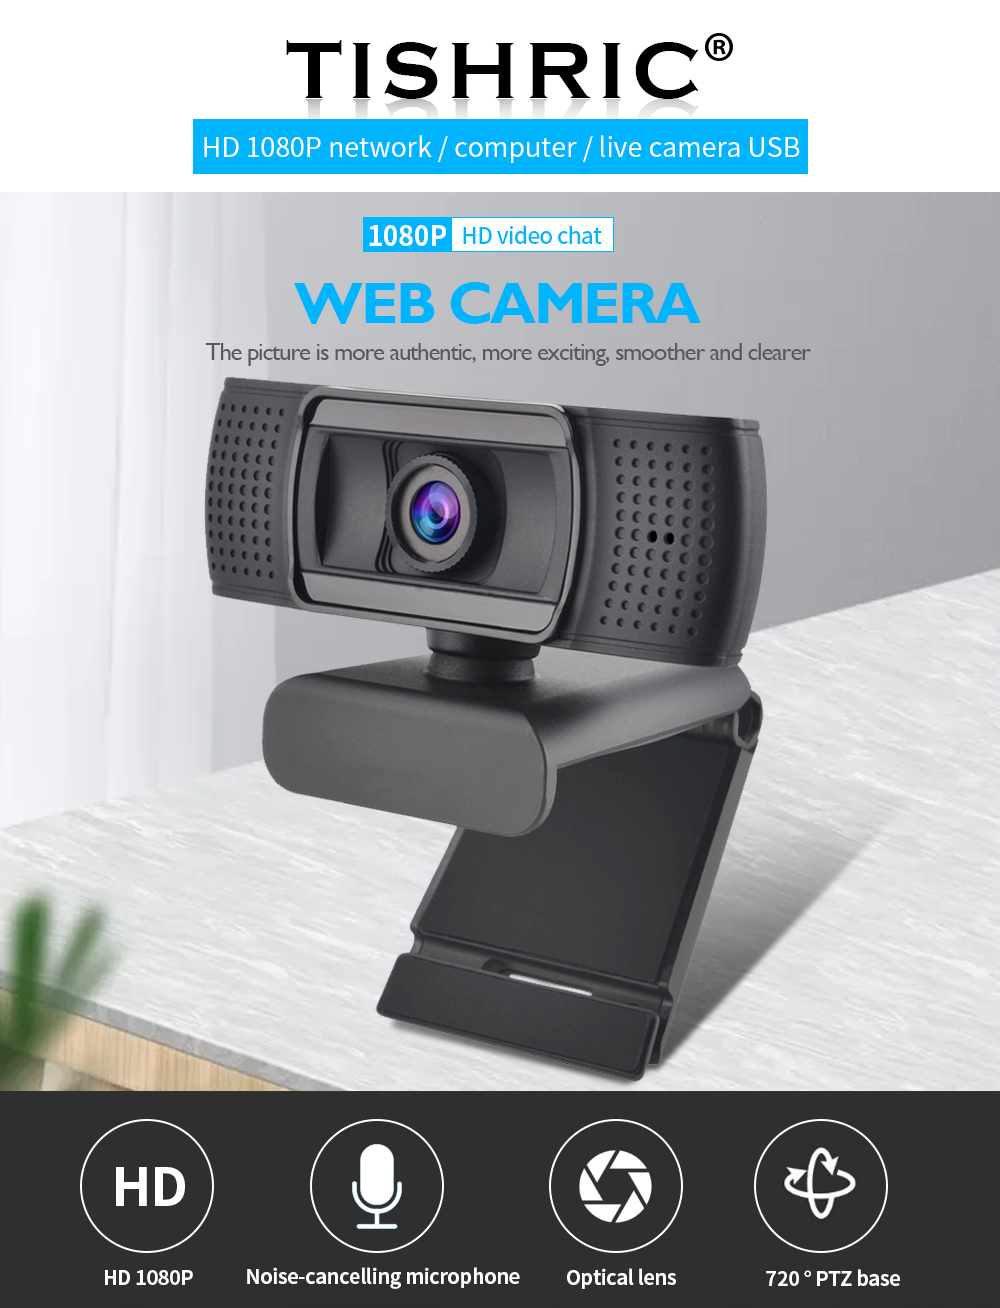 TISHRIC®
HD 1080P network / computer / live camera USB
1080P HD video chat
WEB CAMERA
The picture is more authentic, more exciting, smoother and clearer
HD
HD 1080P
Noise-cancelling microphone
Optical lens
720 ° PTZ base